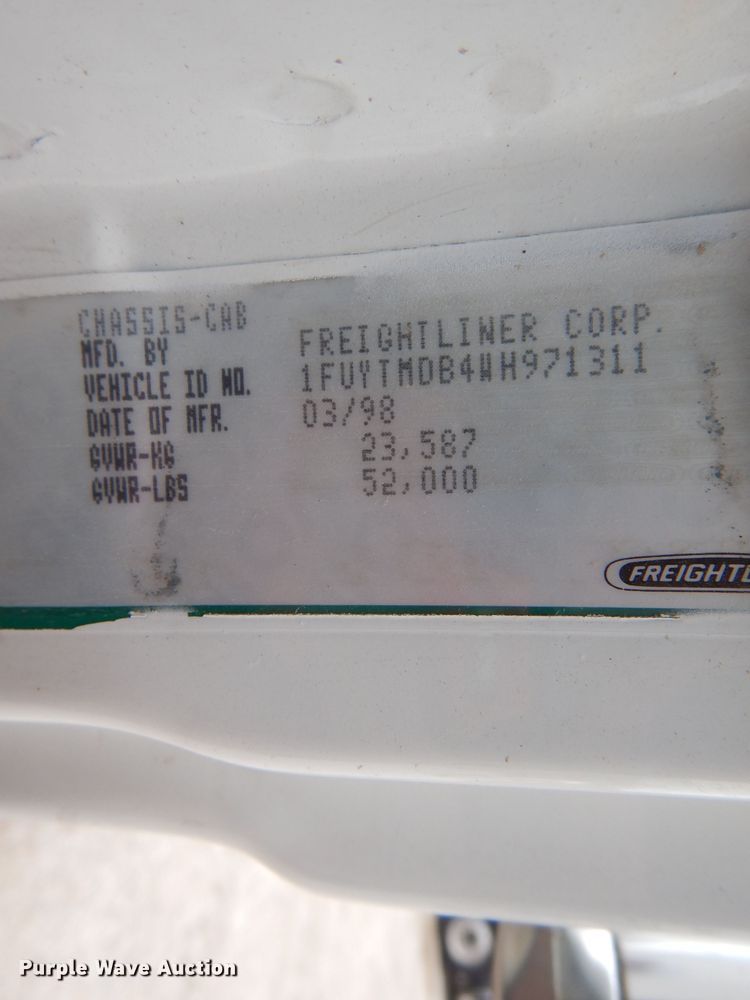 CHASSIS-CAB
MFD. BY FREIGHTLINER CORP.
VEHICLE ID NO. 1FUYTMDB4WH971311
DATE OF MFR. 03/98
GVWR-KG 23,587
GVWR-LBS 52,000
Purple Wave Auction